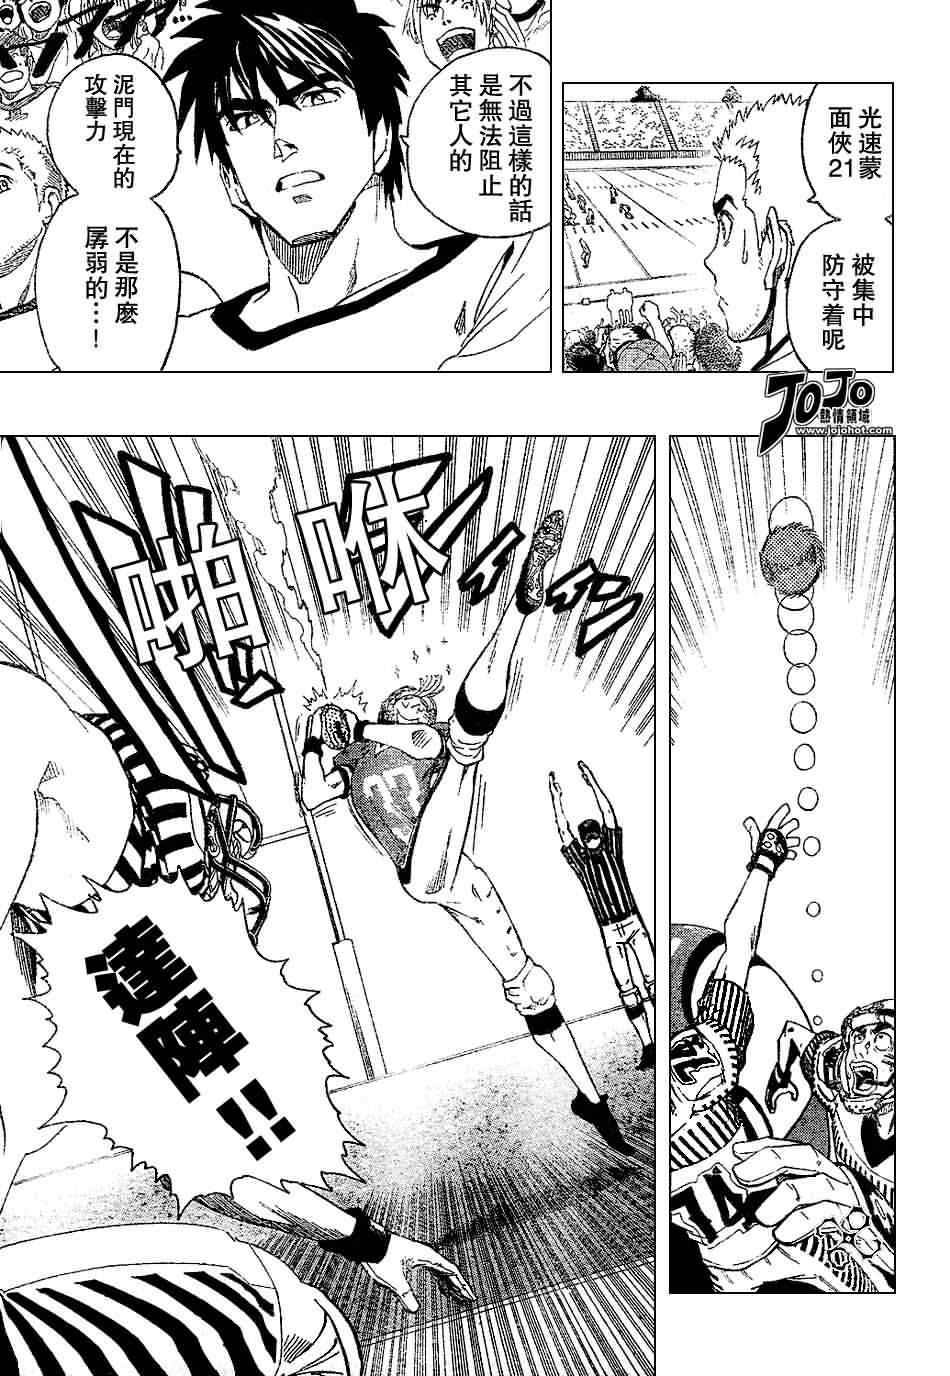 光速蒙
面俠
21
被集中
防守着呢
不過這樣的話
是無法阻止
其它人的
泥門現在的
攻擊力
不是那麼
孱弱的…！
JOJO
熱情領域
www.jojohot.com
咻
啪
達陣!!